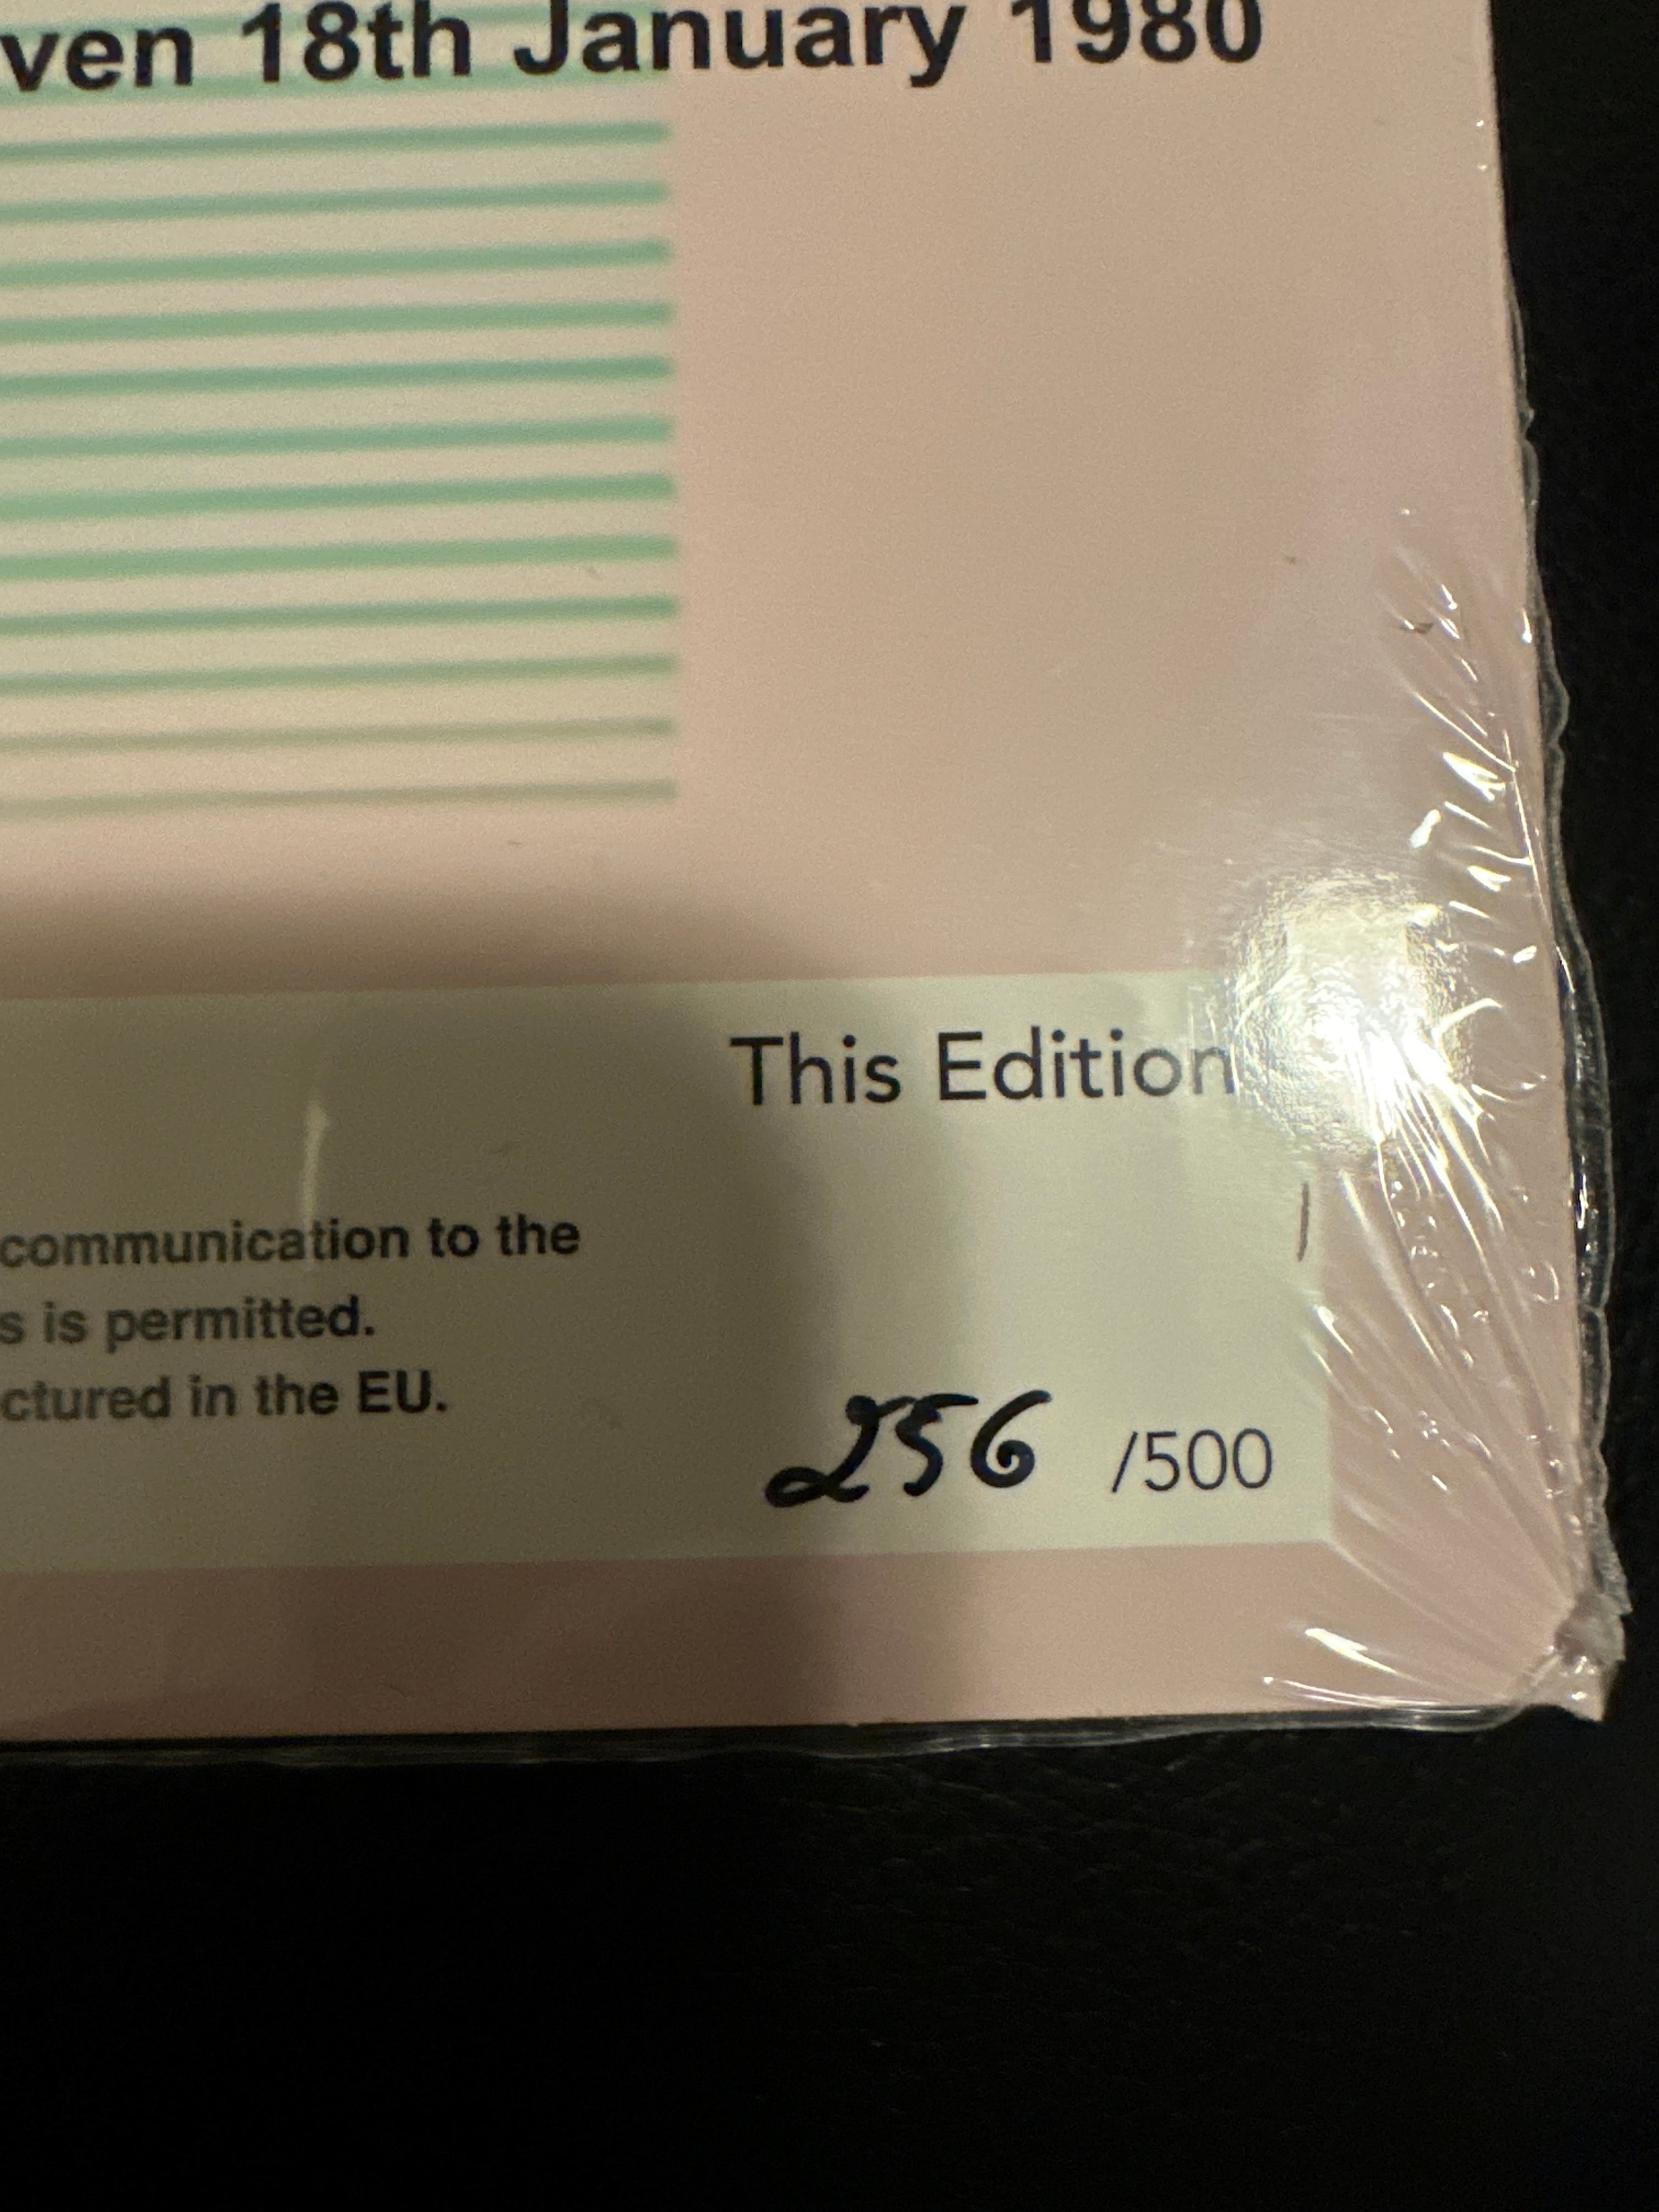 ven 18th January 1980
This Edition
communication to the
s is permitted.
ctured in the EU.
256 /500